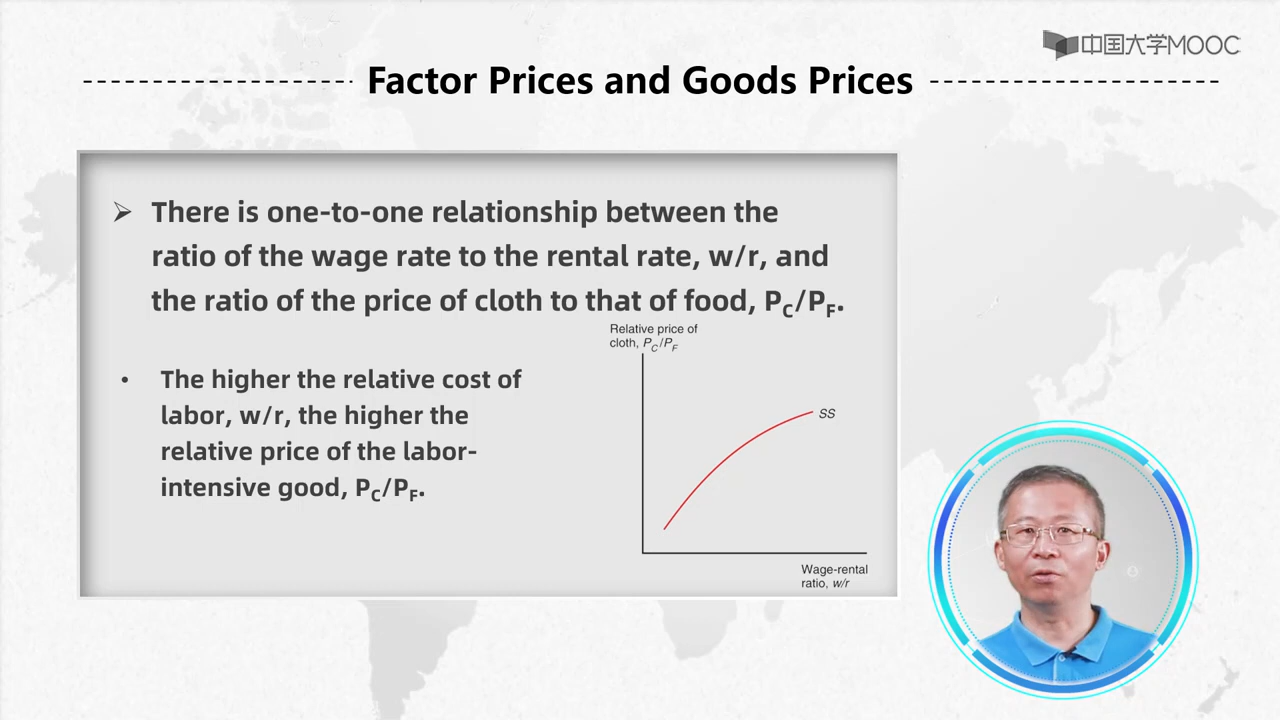 中国大学MOOC
Factor Prices and Goods Prices
There is one-to-one relationship between the
ratio of the wage rate to the rental rate, w/r, and
the ratio of the price of cloth to that of food, PC/PF.
Relative price of
cloth, PC/PF
The higher the relative cost of
labor, w/r, the higher the
relative price of the labor-
intensive good, PC/PF.
SS
Wage-rental
ratio, w/r